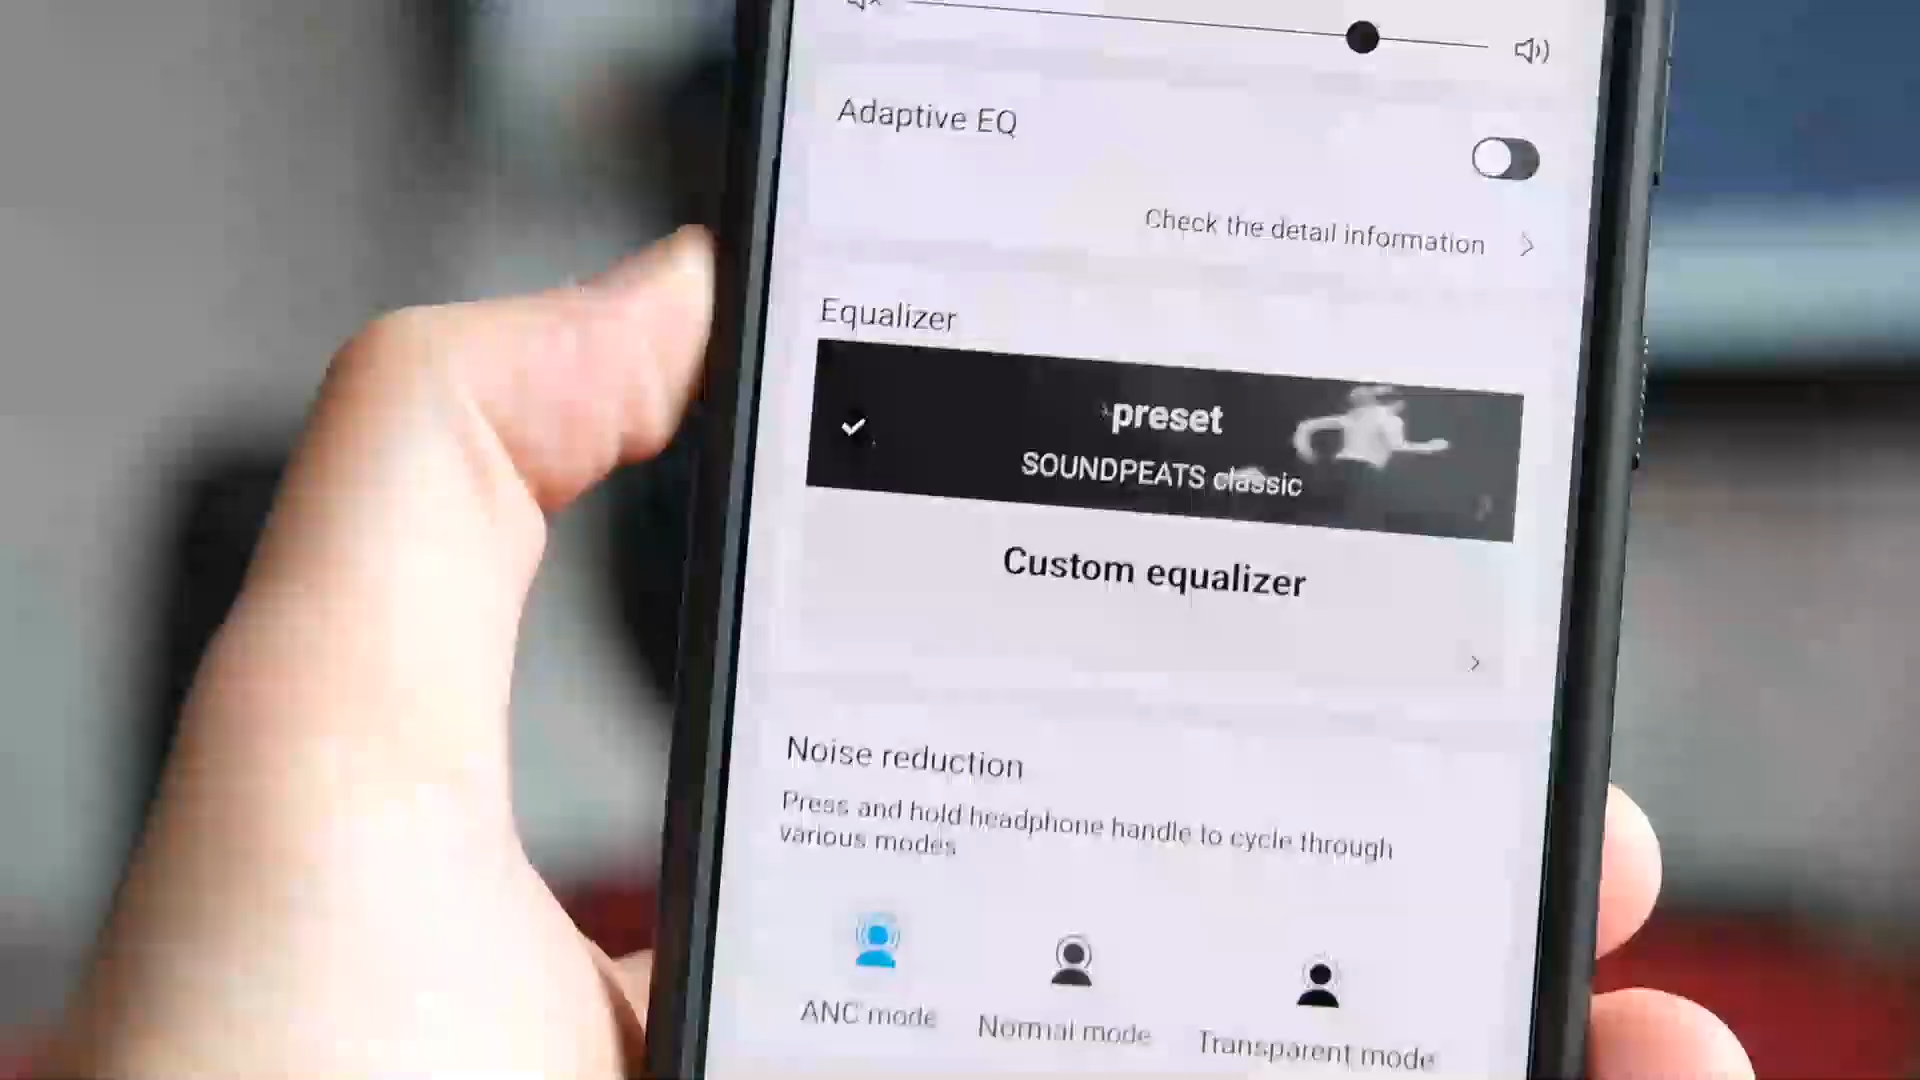 Adaptive EQ
Check the detail information
Equalizer
preset
SOUNDPEATS classic
Custom equalizer
Noise reduction
Press and hold headphone handle to cycle through
various modes
ANC mode
Normal mode
Transparent mode